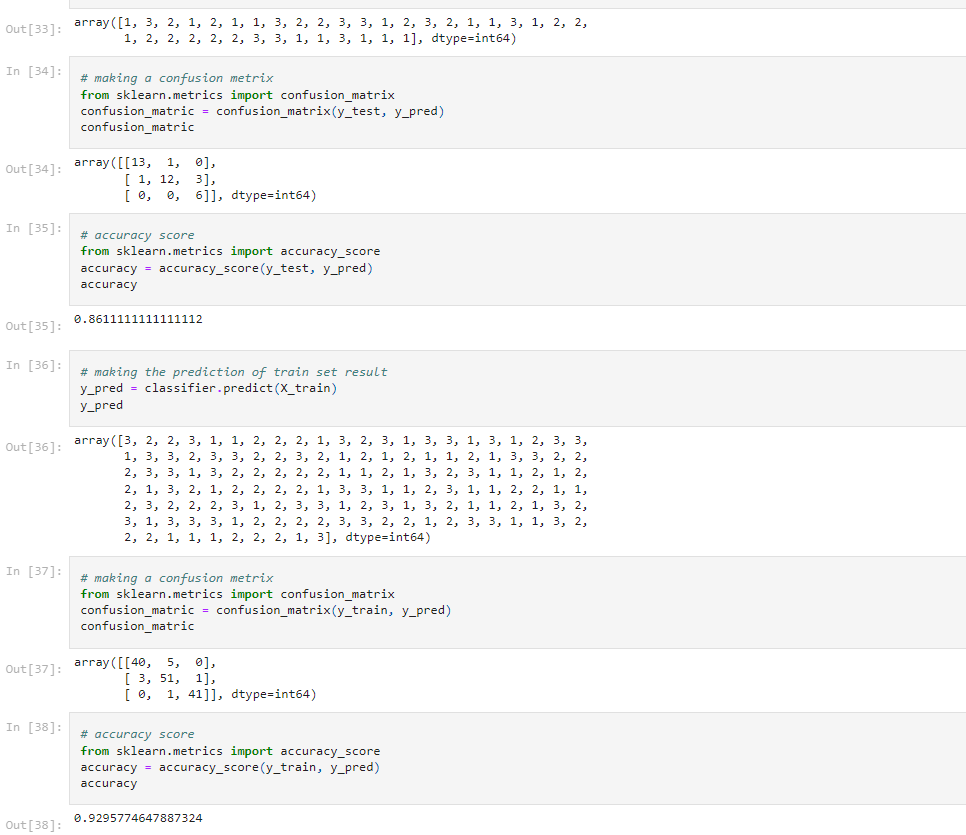 Out[33]: array([1, 3, 2, 1, 2, 1, 1, 3, 2, 2, 3, 3, 1, 2, 3, 2, 1, 1, 3, 1, 2, 2,
1, 2, 2, 2, 2, 2, 3, 3, 1, 1, 3, 1, 1, 1], dtype=int64)
In [34]: # making a confusion metrix
from sklearn.metrics import confusion_matrix
confusion_matric = confusion_matrix(y_test, y_pred)
confusion_matric
Out[34]: array([[13, 1, 0],
[ 1, 12, 3],
[ 0, 0, 6]], dtype=int64)
In [35]: # accuracy score
from sklearn.metrics import accuracy_score
accuracy = accuracy_score(y_test, y_pred)
accuracy
Out[35]: 0.8611111111111112
In [36]: # making the prediction of train set result
y_pred = classifier.predict(X_train)
y_pred
Out[36]: array([3, 2, 2, 3, 1, 1, 2, 2, 2, 1, 3, 2, 3, 1, 3, 3, 1, 3, 1, 2, 3, 3,
1, 3, 3, 2, 3, 3, 2, 2, 3, 2, 1, 2, 1, 2, 1, 1, 2, 1, 3, 3, 2, 2,
2, 3, 3, 1, 3, 2, 2, 2, 2, 2, 1, 1, 2, 1, 3, 2, 3, 1, 1, 2, 1, 2,
2, 1, 3, 2, 1, 2, 2, 2, 2, 1, 3, 3, 1, 1, 2, 3, 1, 1, 2, 2, 1, 1,
2, 3, 2, 2, 2, 3, 1, 2, 3, 3, 1, 2, 3, 1, 3, 2, 1, 1, 2, 1, 3, 2,
3, 1, 3, 3, 3, 1, 2, 2, 2, 2, 3, 3, 2, 2, 1, 2, 3, 3, 1, 1, 3, 2,
2, 2, 1, 1, 1, 2, 2, 2, 1, 3], dtype=int64)
In [37]: # making a confusion metrix
from sklearn.metrics import confusion_matrix
confusion_matric = confusion_matrix(y_train, y_pred)
confusion_matric
Out[37]: array([[40, 5, 0],
[ 3, 51, 1],
[ 0, 1, 41]], dtype=int64)
In [38]: # accuracy score
from sklearn.metrics import accuracy_score
accuracy = accuracy_score(y_train, y_pred)
accuracy
Out[38]: 0.9295774647887324